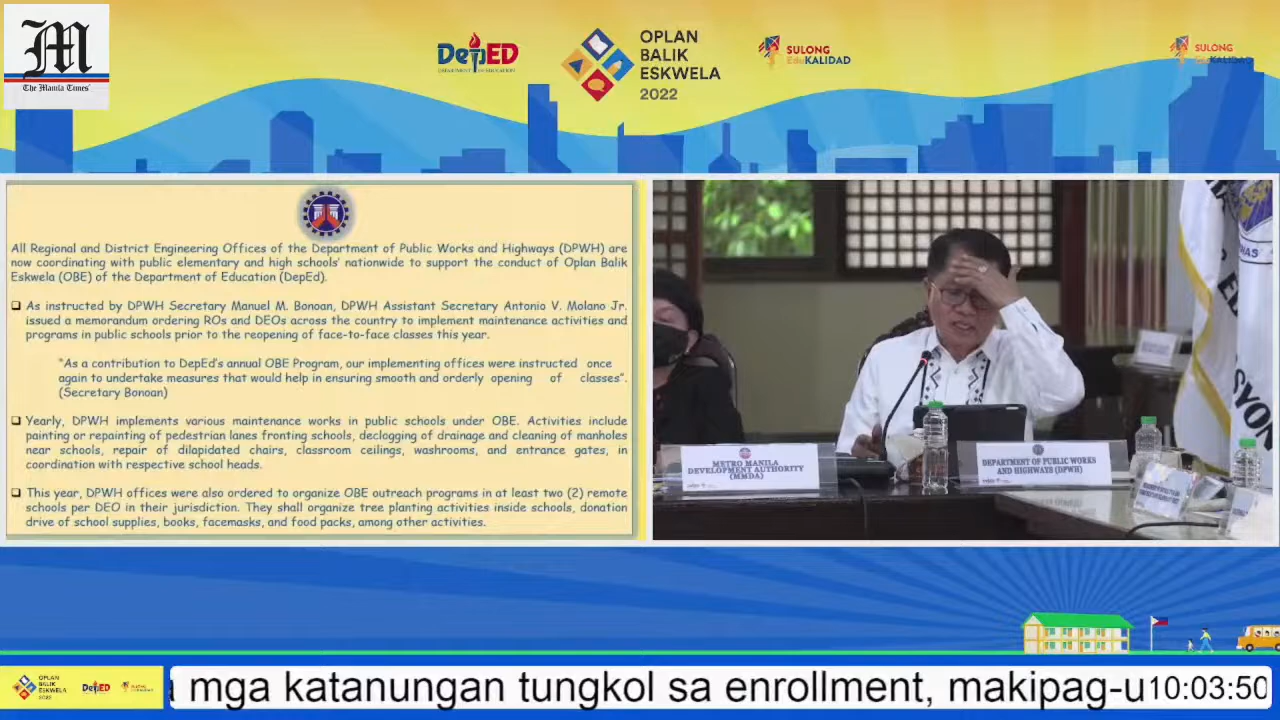 The Manila Times
DepED
DEPARTMENT OF EDUCATION
OPLAN
BALIK
ESKWELA
2022
SULONG
EduKALIDAD
SULONG
EduKALIDAD
All Regional and District Engineering Offices of the Department of Public Works and Highways (DPWH) are
now coordinating with public elementary and high schools' nationwide to support the conduct of Oplan Balik
Eskwela (OBE) of the Department of Education (DepEd).
As instructed by DPWH Secretary Manuel M. Bonoan, DPWH Assistant Secretary Antonio V. Molano Jr.
issued a memorandum ordering ROs and DEOs across the country to implement maintenance activities and
programs in public schools prior to the reopening of face-to-face classes this year.
"As a contribution to DepEd's annual OBE Program, our implementing offices were instructed once
again to undertake measures that would help in ensuring smooth and orderly opening of classes".
(Secretary Bonoan)
Yearly, DPWH implements various maintenance works in public schools under OBE. Activities include
painting or repainting of pedestrian lanes fronting schools, declogging of drainage and cleaning of manholes
near schools, repair of dilapidated chairs, classroom ceilings, washrooms, and entrance gates, in
coordination with respective school heads.
This year, DPWH offices were also ordered to organize OBE outreach programs in at least two (2) remote
schools per DEO in their jurisdiction. They shall organize tree planting activities inside schools, donation
drive of school supplies, books, facemasks, and food packs, among other activities.
METRO MANILA
DEVELOPMENT AUTHORITY
(MMDA)
DEPARTMENT OF PUBLIC WORKS
AND HIGHWAYS (DPWH)
OPLAN
BALIK
ESKWELA
2022
DepED
a mga katanungan tungkol sa enrollment, makipag-u
10:03:50